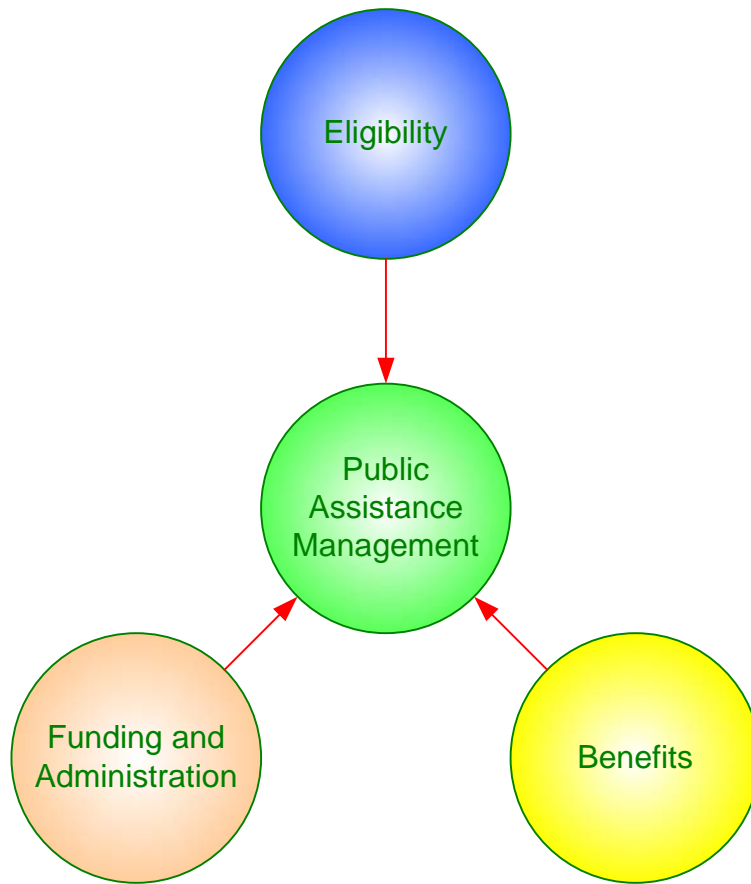 Eligibility
Public
Assistance
Management
Funding and
Administration
Benefits